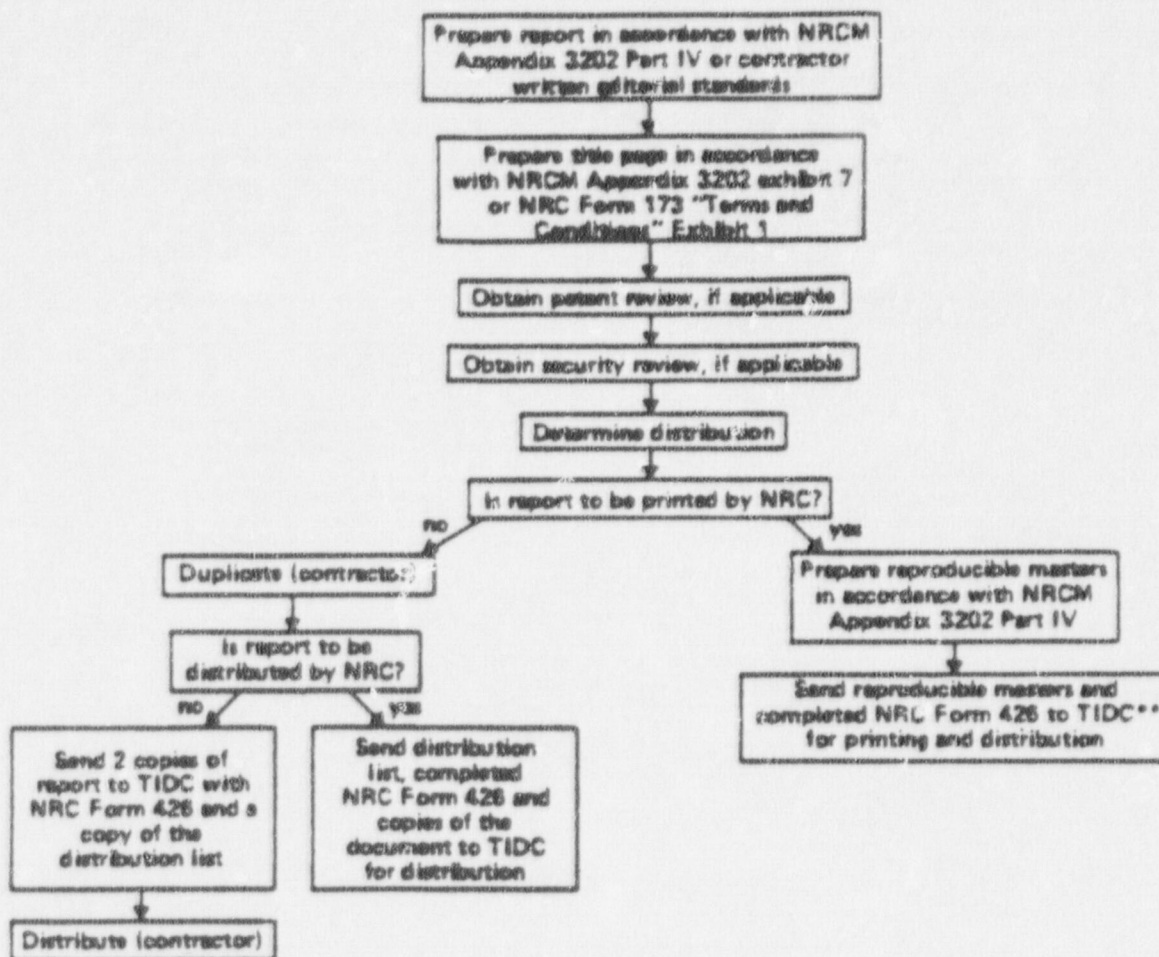 Prepare report in accordance with NRCM
Appendix 3202 Part IV or contractor
written editorial standards
Prepare title page in accordance
with NRCM Appendix 3202 exhibit 7
or NRC Form 173 "Terms and
Conditions" Exhibit 1
Obtain patent review, if applicable
Obtain security review, if applicable
Determine distribution
Is report to be printed by NRC?
no
yes
Duplicate (contractor)
Prepare reproducible masters
in accordance with NRCM
Appendix 3202 Part IV
Is report to be
distributed by NRC?
no
yes
Send reproducible masters and
completed NRC Form 426 to TIDC**
for printing and distribution
Send 2 copies of
report to TIDC with
NRC Form 426 and a
copy of the
distribution list
Send distribution
list, completed
NRC Form 426 and
copies of the
document to TIDC
for distribution
Distribute (contractor)